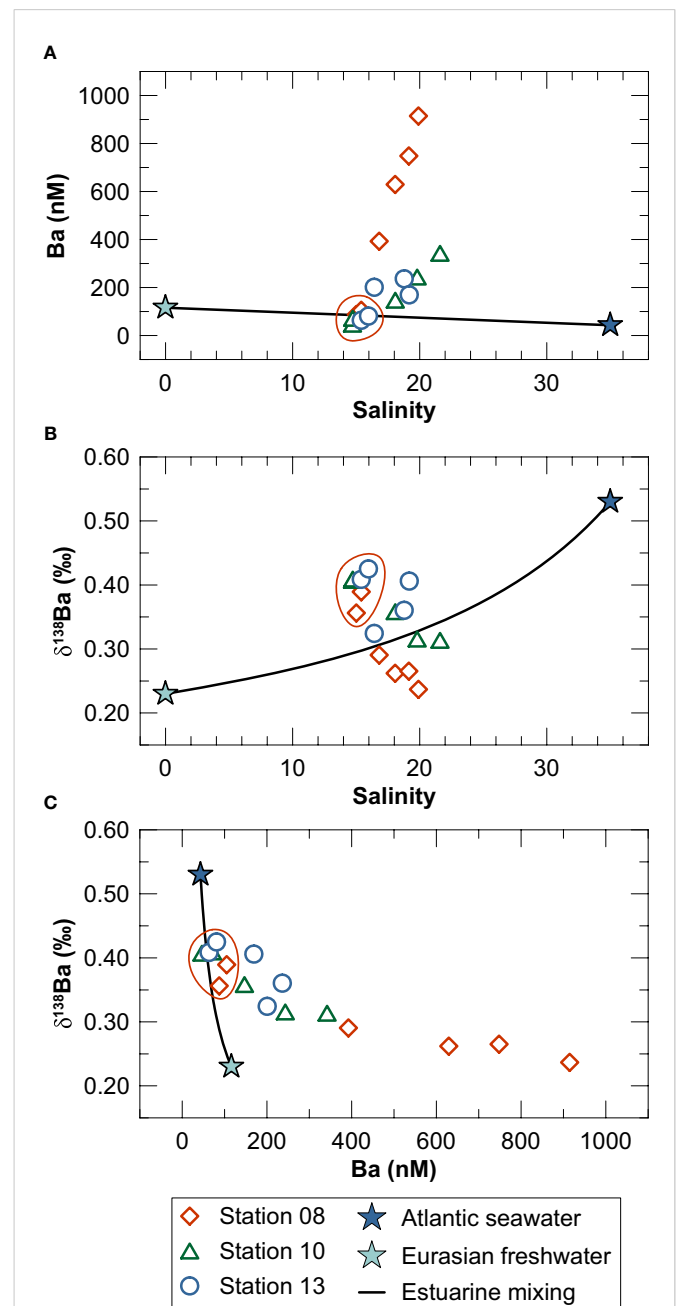 A
1000
800
600
400
200
0
Ba (nM)
0 10 20 30
Salinity
B
0.60
0.50
0.40
0.30
0.20
δ¹³⁸Ba (‰)
0 10 20 30
Salinity
C
0.60
0.50
0.40
0.30
0.20
δ¹³⁸Ba (‰)
0 200 400 600 800 1000
Ba (nM)
Station 08 Atlantic seawater
Station 10 Eurasian freshwater
Station 13 Estuarine mixing